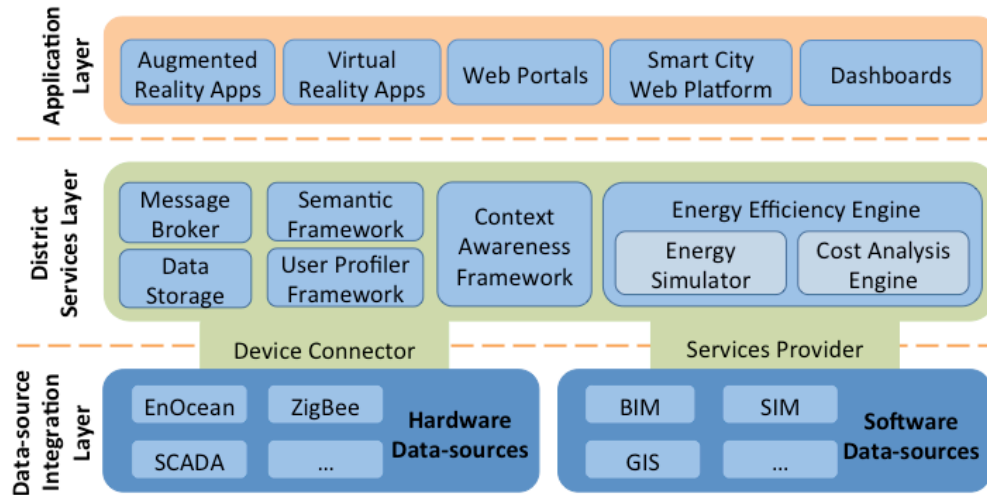 Application
Layer
Augmented
Reality Apps
Virtual
Reality Apps
Web Portals
Smart City
Web Platform
Dashboards
District
Services Layer
Message
Broker
Semantic
Framework
Data
Storage
User Profiler
Framework
Context
Awareness
Framework
Energy Efficiency Engine
Energy
Simulator
Cost Analysis
Engine
Device Connector
Services Provider
Data-source
Integration
Layer
EnOcean
ZigBee
SCADA
...
Hardware
Data-sources
BIM
SIM
GIS
...
Software
Data-sources